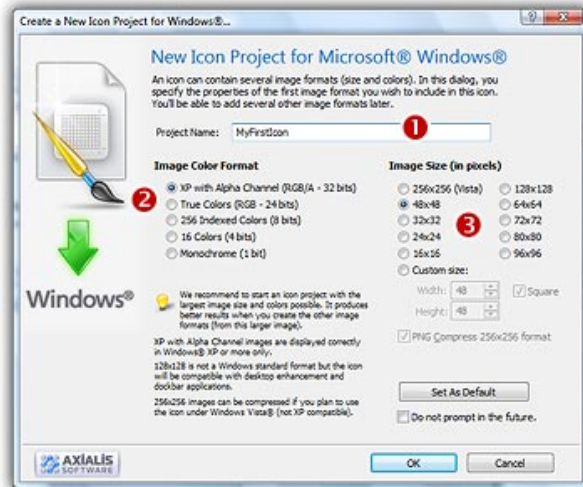 Create a New Icon Project for Windows®...
New Icon Project for Microsoft® Windows®
An icon can contain several image formats (size and colors). In this dialog, you
specify the properties of the first image format you wish to include in this icon.
You'll be able to add several other image formats later.
Project Name: MyFirstIcon
1
Image Color Format
2
XP with Alpha Channel (RGB/A - 32 bits)
True Colors (RGB - 24 bits)
256 Indexed Colors (8 bits)
16 Colors (4 bits)
Monochrome (1 bit)
Image Size (in pixels)
256x256 (Vista) 128x128
48x48 64x64
32x32 72x72
24x24 80x80
16x16 96x96
3
Custom size:
Width: 48 Square
Height: 48
PNG Compress 256x256 format
Windows®
We recommend to start an icon project with the
largest image size and colors possible. It produces
better results when you create the other image
formats (from this larger image).
XP with Alpha Channel images are displayed correctly
in Windows® XP or more only.
128x128 is not a Windows standard format but the icon
will be compatible with desktop enhancement and
dockbar applications.
256x256 images can be compressed if you plan to use
the icon under Windows Vista® (not XP compatible).
Set As Default
Do not prompt in the future.
AXIALIS
SOFTWARE
OK Cancel